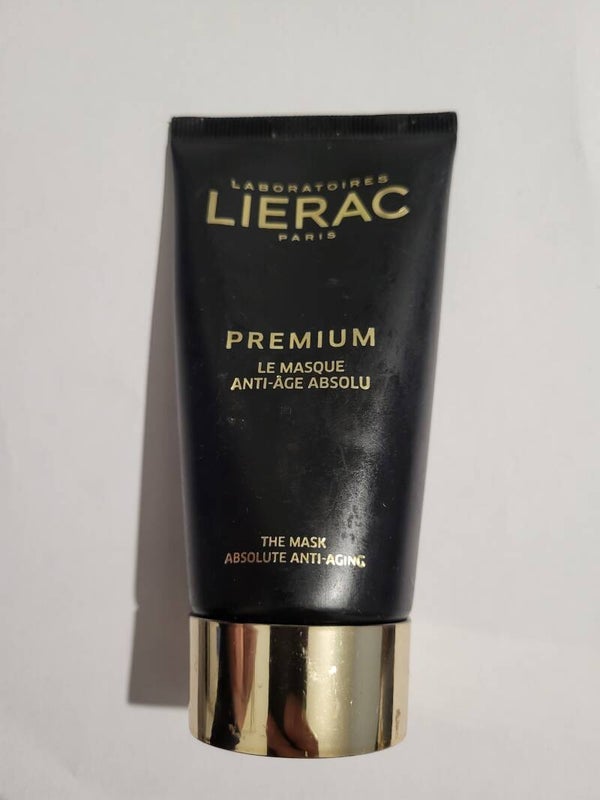 LABORATOIRES
LIERAC
PARIS
PREMIUM
LE MASQUE
ANTI-ÂGE ABSOLU
THE MASK
ABSOLUTE ANTI-AGING